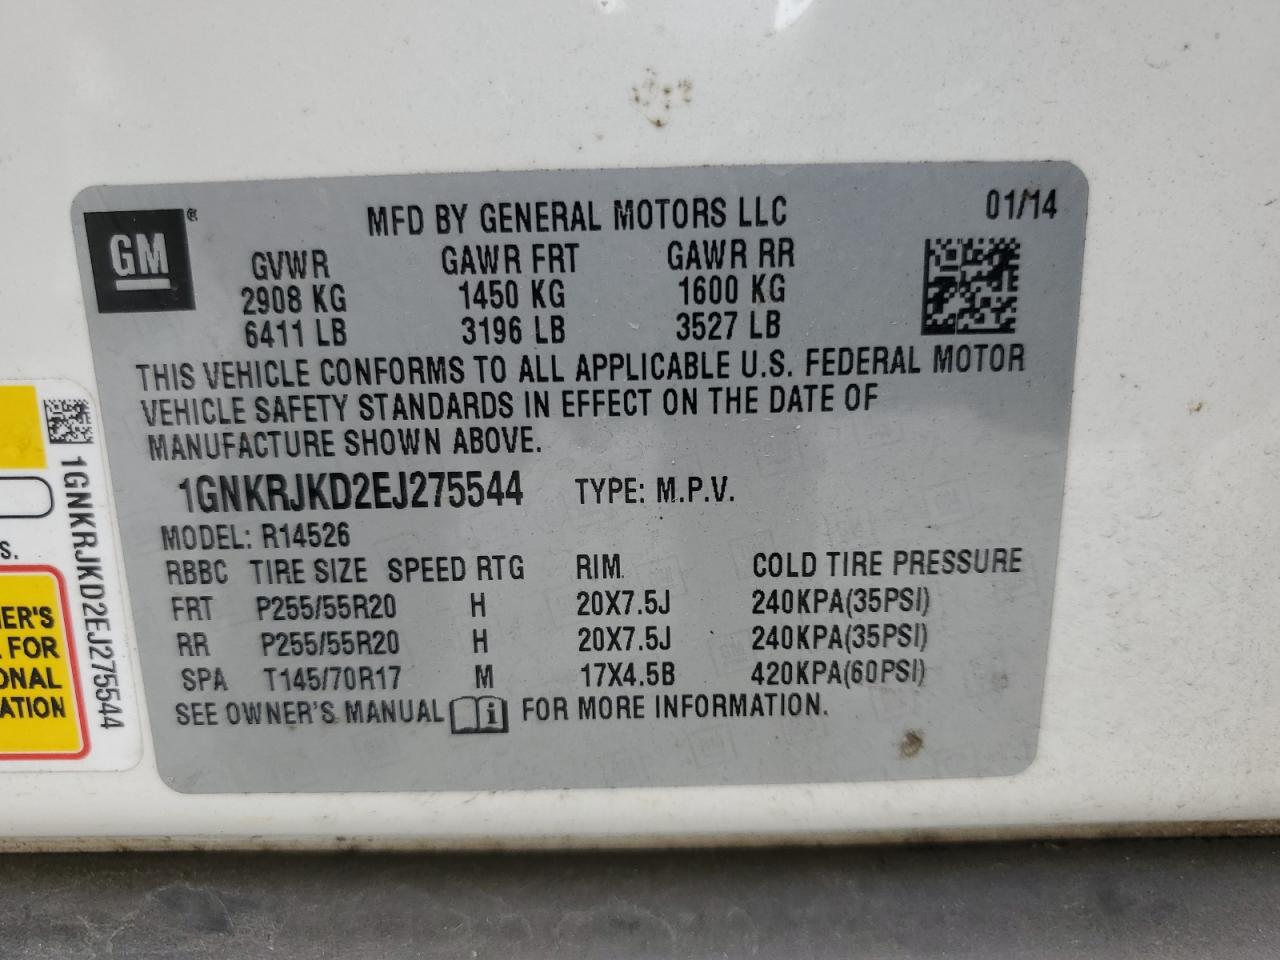 GM®
MFD BY GENERAL MOTORS LLC 01/14
GVWR GAWR FRT GAWR RR
2908 KG 1450 KG 1600 KG
6411 LB 3196 LB 3527 LB
THIS VEHICLE CONFORMS TO ALL APPLICABLE U.S. FEDERAL MOTOR
VEHICLE SAFETY STANDARDS IN EFFECT ON THE DATE OF
MANUFACTURE SHOWN ABOVE.
1GNKRJKD2EJ275544 TYPE: M.P.V.
MODEL: R14526
RBBC TIRE SIZE SPEED RTG RIM COLD TIRE PRESSURE
FRT P255/55R20 H 20X7.5J 240KPA(35PSI)
RR P255/55R20 H 20X7.5J 240KPA(35PSI)
SPA T145/70R17 M 17X4.5B 420KPA(60PSI)
SEE OWNER'S MANUAL i FOR MORE INFORMATION.
1GNKRJKD2EJ275544
S.
ER'S
FOR
ONAL
ATION